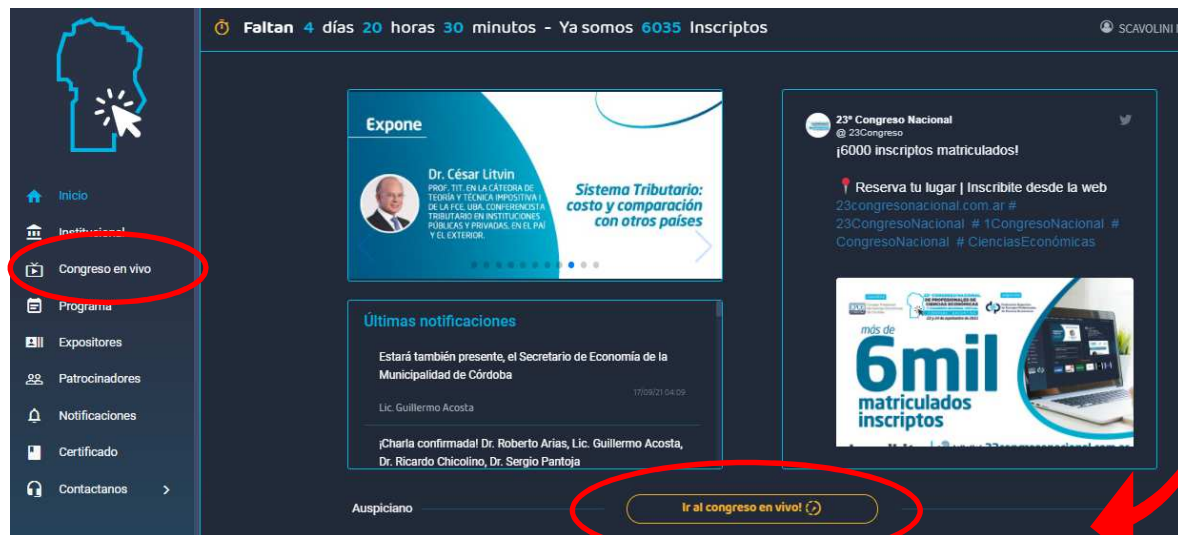 Faltan 4 días 20 horas 30 minutos - Ya somos 6035 Inscriptos
SCAVOLINI
Inicio
Institucional
Congreso en vivo
Programa
Expositores
Patrocinadores
Notificaciones
Certificado
Contactanos >
Expone
Dr. César Litvin
PROF. TIT. EN LA CÁTEDRA DE
TEORÍA Y TÉCNICA IMPOSITIVA I
DE LA FCE, UBA. CONFERENCISTA
TRIBUTARIO EN INSTITUCIONES
PÚBLICAS Y PRIVADAS, EN EL PAÍ
Y EL EXTERIOR.
Sistema Tributario:
costo y comparación
con otros países
Últimas notificaciones
Estará también presente, el Secretario de Economía de la
Municipalidad de Córdoba
17/09/21 04:09
Lic. Guillermo Acosta
¡Charla confirmada! Dr. Roberto Arias, Lic. Guillermo Acosta,
Dr. Ricardo Chicolino, Dr. Sergio Pantoja
23º Congreso Nacional
@ 23Congreso
¡6000 inscriptos matriculados!
Reserva tu lugar | Inscribite desde la web
23congresonacional.com.ar #
23CongresoNacional # 1CongresoNacional #
CongresoNacional # CienciasEconómicas
más de
6mil
matriculados
inscriptos
Auspiciano
Ir al congreso en vivo!